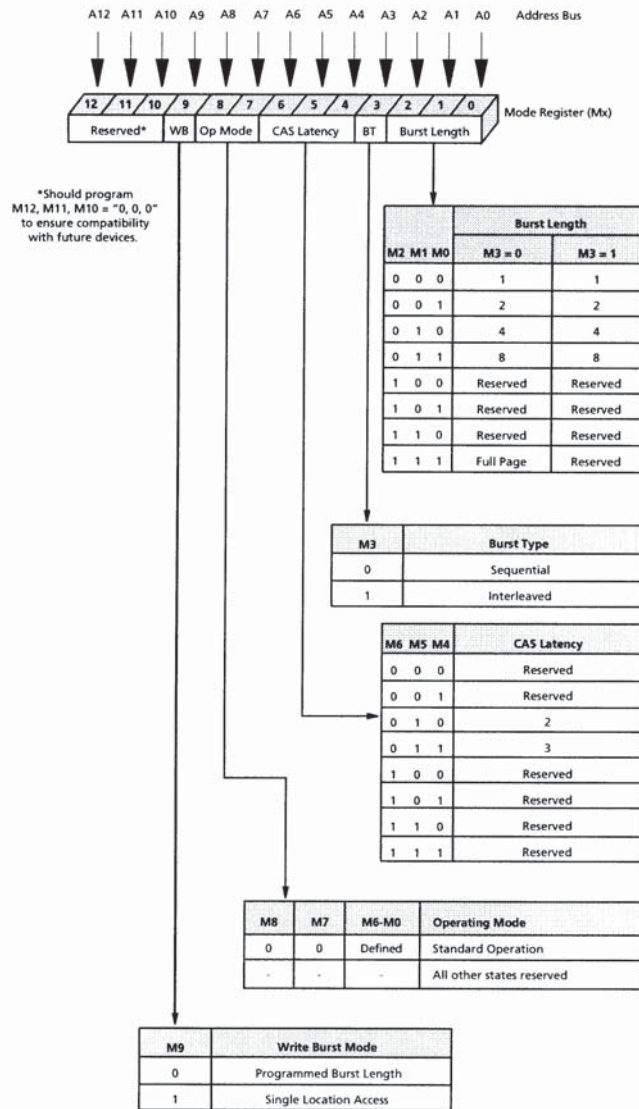 A12 A11 A10 A9 A8 A7 A6 A5 A4 A3 A2 A1 A0 Address Bus
12 11 10 9 8 7 6 5 4 3 2 1 0
Mode Register (Mx)
Reserved* WB Op Mode CAS Latency BT Burst Length
*Should program
M12, M11, M10 = "0, 0, 0"
to ensure compatibility
with future devices.
Burst Length
M2 M1 M0 M3 = 0 M3 = 1
0 0 0 1 1
0 0 1 2 2
0 1 0 4 4
0 1 1 8 8
1 0 0 Reserved Reserved
1 0 1 Reserved Reserved
1 1 0 Reserved Reserved
1 1 1 Full Page Reserved
M3 Burst Type
0 Sequential
1 Interleaved
M6 M5 M4 CAS Latency
0 0 0 Reserved
0 0 1 Reserved
0 1 0 2
0 1 1 3
1 0 0 Reserved
1 0 1 Reserved
1 1 0 Reserved
1 1 1 Reserved
M8 M7 M6-M0 Operating Mode
0 0 Defined Standard Operation
- - - All other states reserved
M9 Write Burst Mode
0 Programmed Burst Length
1 Single Location Access